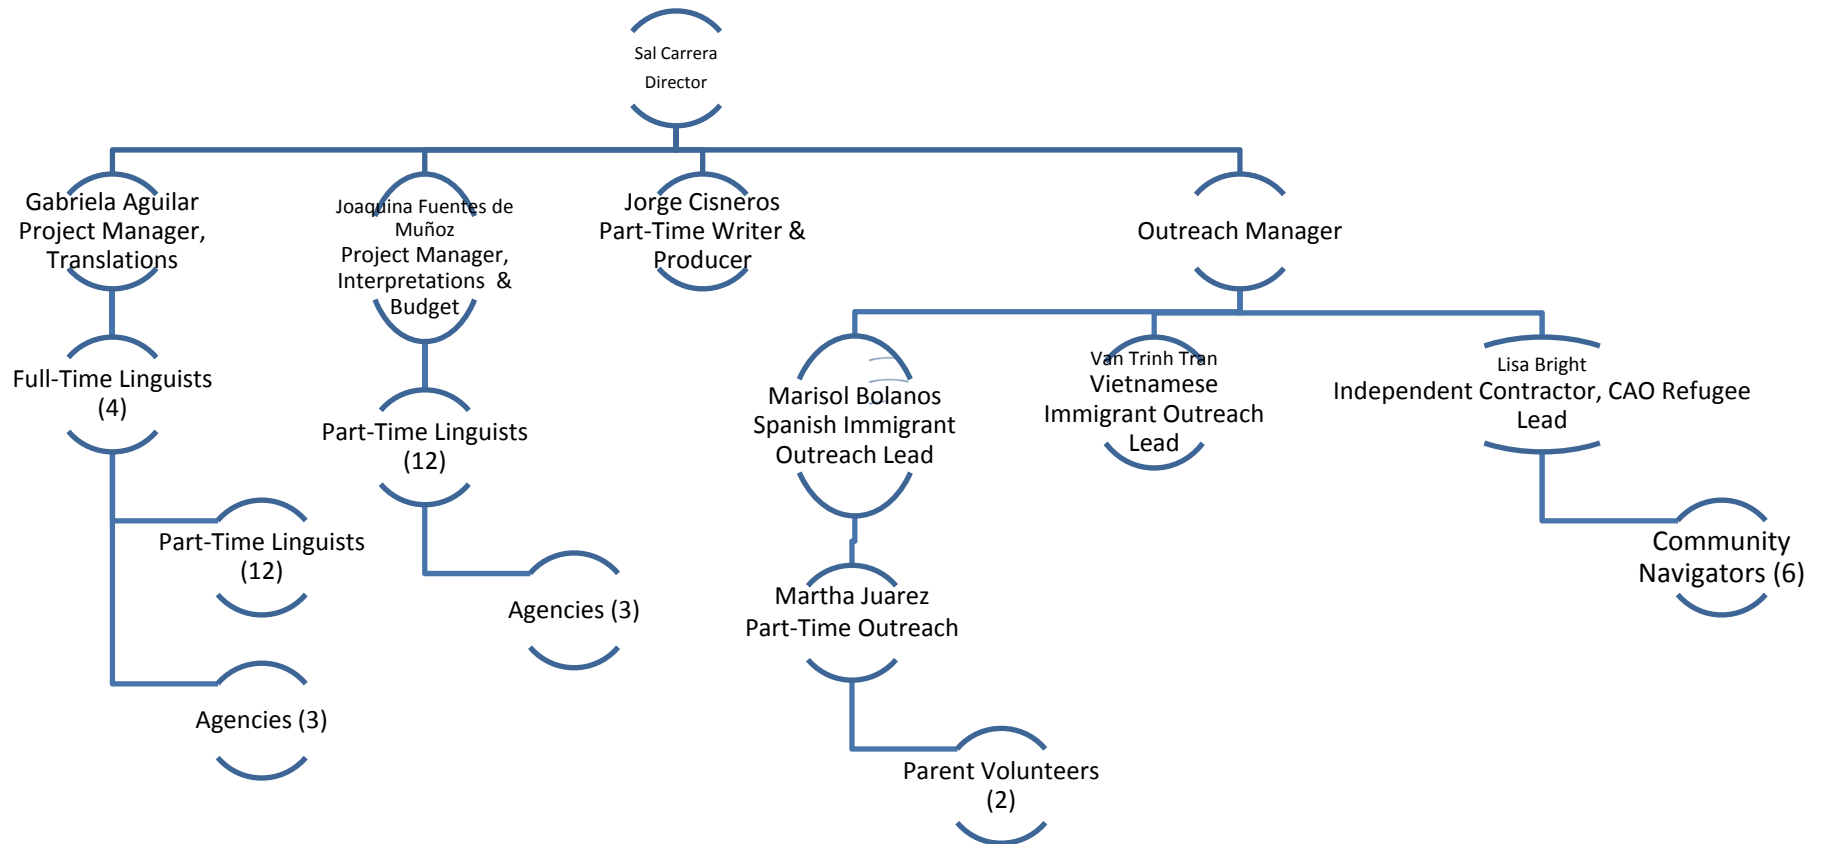 Sal Carrera
Director
Gabriela Aguilar
Project Manager,
Translations
Joaquina Fuentes de
Muñoz
Project Manager,
Interpretations &
Budget
Jorge Cisneros
Part-Time Writer &
Producer
Outreach Manager
Full-Time Linguists
(4)
Part-Time Linguists
(12)
Marisol Bolanos
Spanish Immigrant
Outreach Lead
Van Trinh Tran
Vietnamese
Immigrant Outreach
Lead
Lisa Bright
Independent Contractor, CAO Refugee
Lead
Part-Time Linguists
(12)
Agencies (3)
Martha Juarez
Part-Time Outreach
Community
Navigators (6)
Agencies (3)
Parent Volunteers
(2)